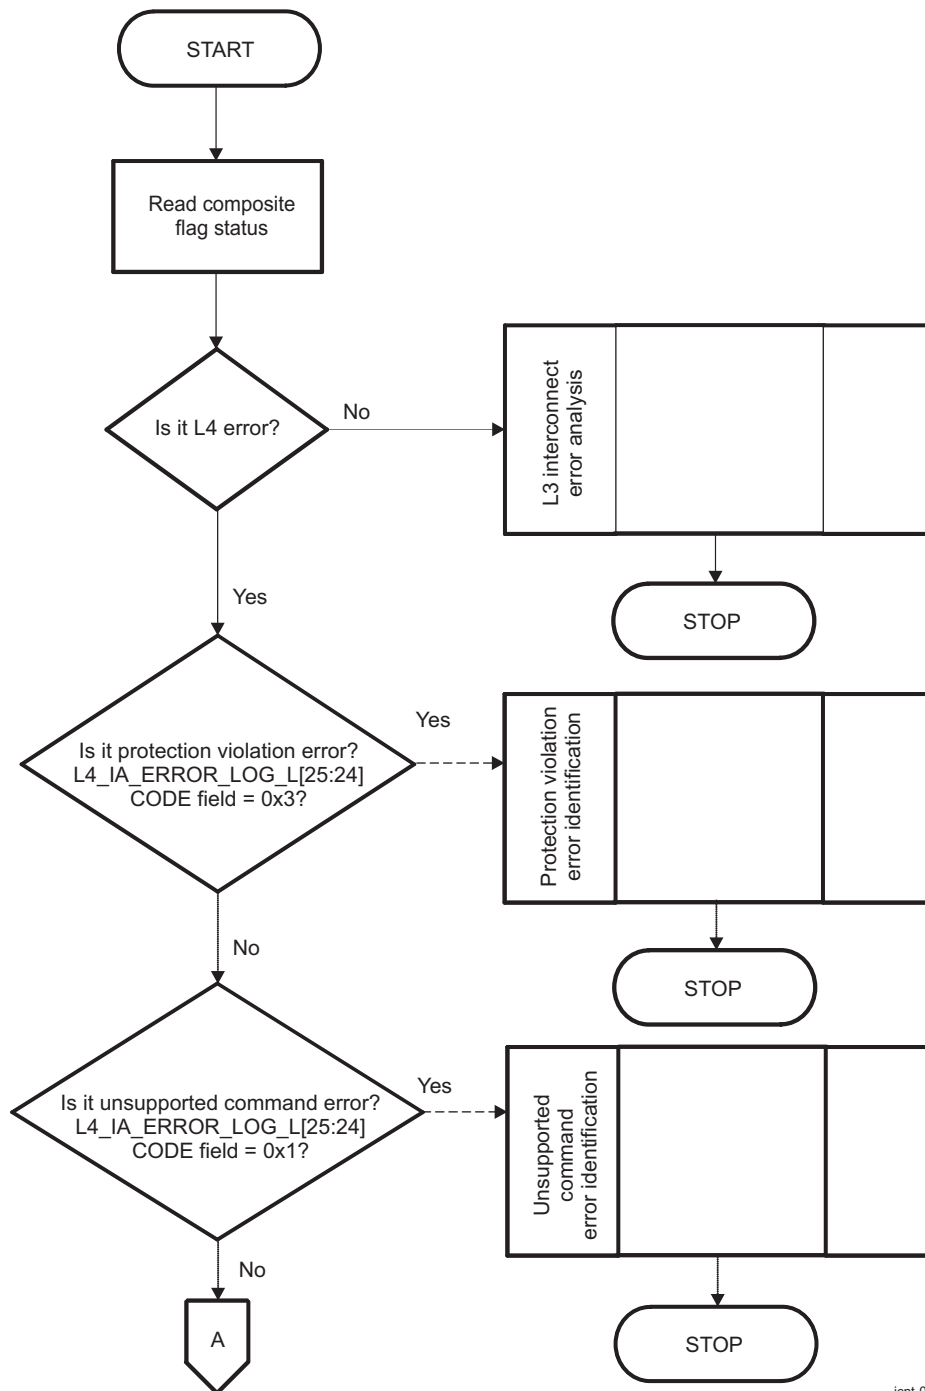 START
Read composite
flag status
Is it L4 error?
No
L3 interconnect
error analysis
Yes
STOP
Is it protection violation error?
L4_IA_ERROR_LOG_L[25:24]
CODE field = 0x3?
Yes
Protection violation
error identification
No
STOP
Is it unsupported command error?
L4_IA_ERROR_LOG_L[25:24]
CODE field = 0x1?
Yes
Unsupported
command
error identification
No
A
STOP